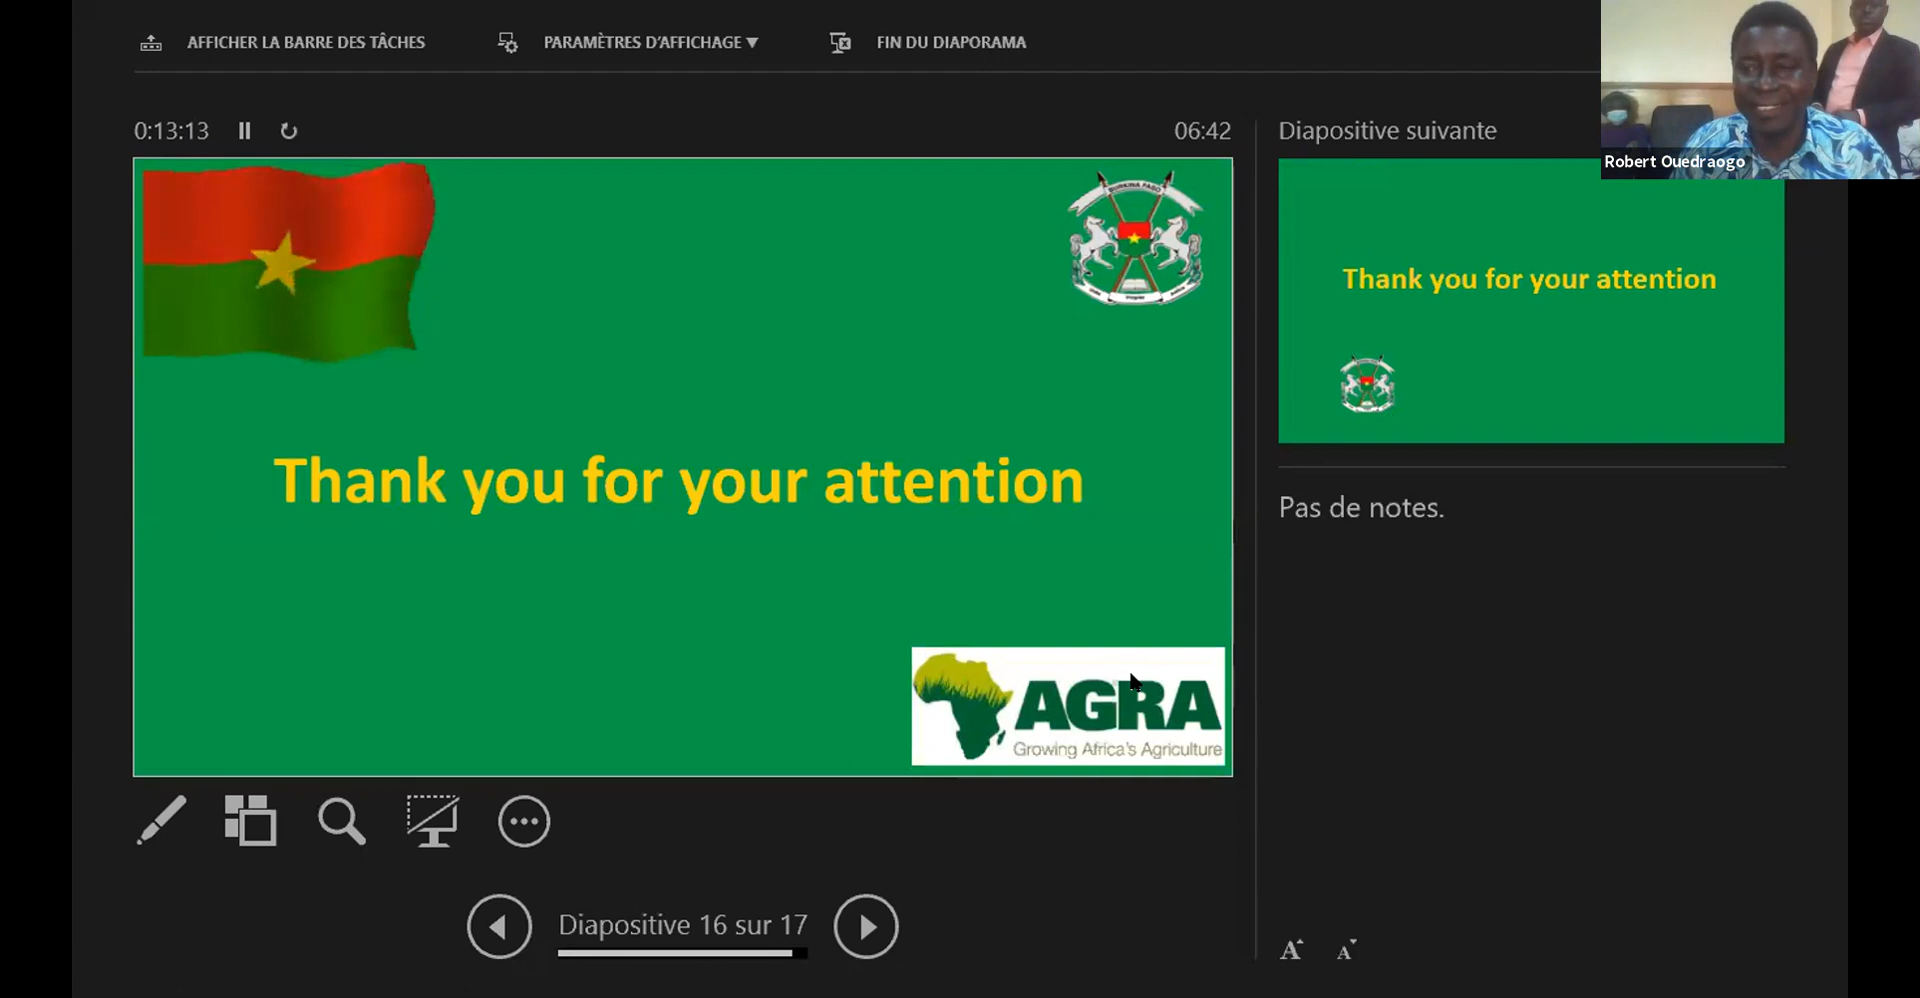 AFFICHER LA BARRE DES TÂCHES
PARAMÈTRES D'AFFICHAGE ▼
FIN DU DIAPORAMA
Robert Ouedraogo
0:13:13
06:42
BURKINA FASO
Thank you for your attention
AGRA
Growing Africa's Agriculture
Diapositive suivante
Thank you for your attention
Pas de notes.
Diapositive 16 sur 17
A A